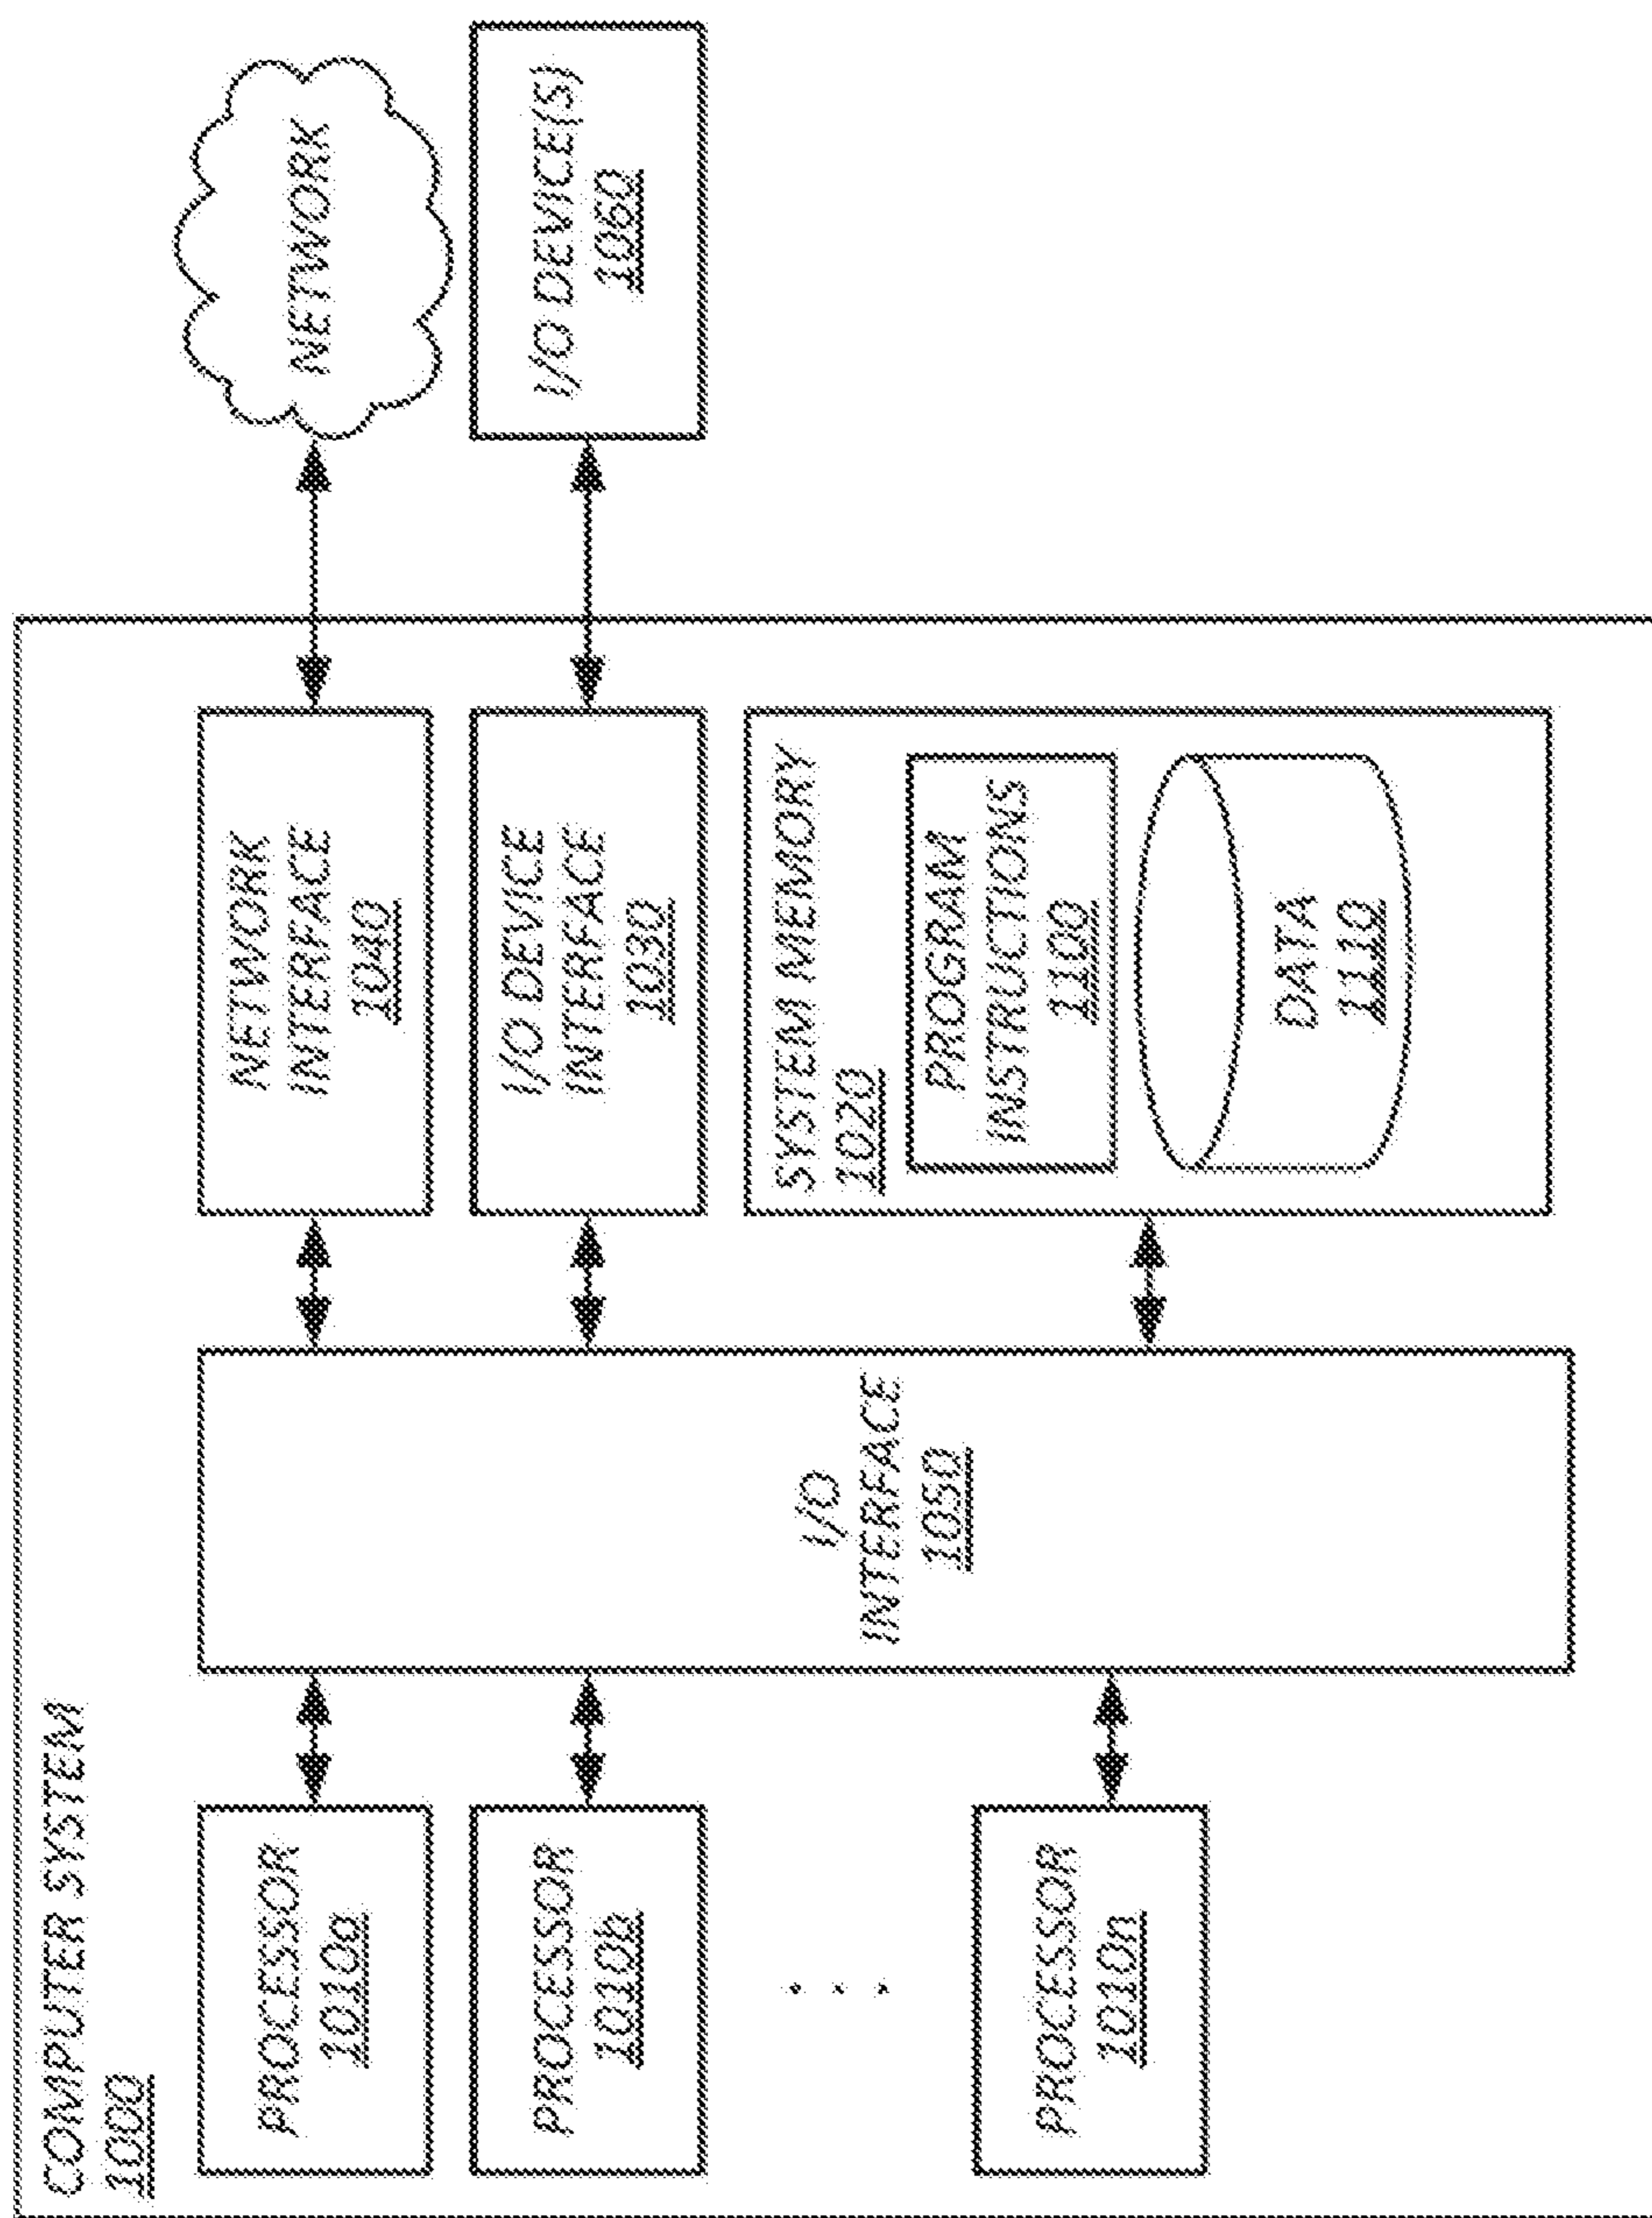 COMPUTER SYSTEM
1000
PROCESSOR
1010a
PROCESSOR
1010b
. . .
PROCESSOR
1010n
I/O
INTERFACE
1050
NETWORK
INTERFACE
1040
I/O DEVICE
INTERFACE
1030
SYSTEM MEMORY
1020
PROGRAM
INSTRUCTIONS
1100
DATA
1110
NETWORK
I/O DEVICE(S)
1060